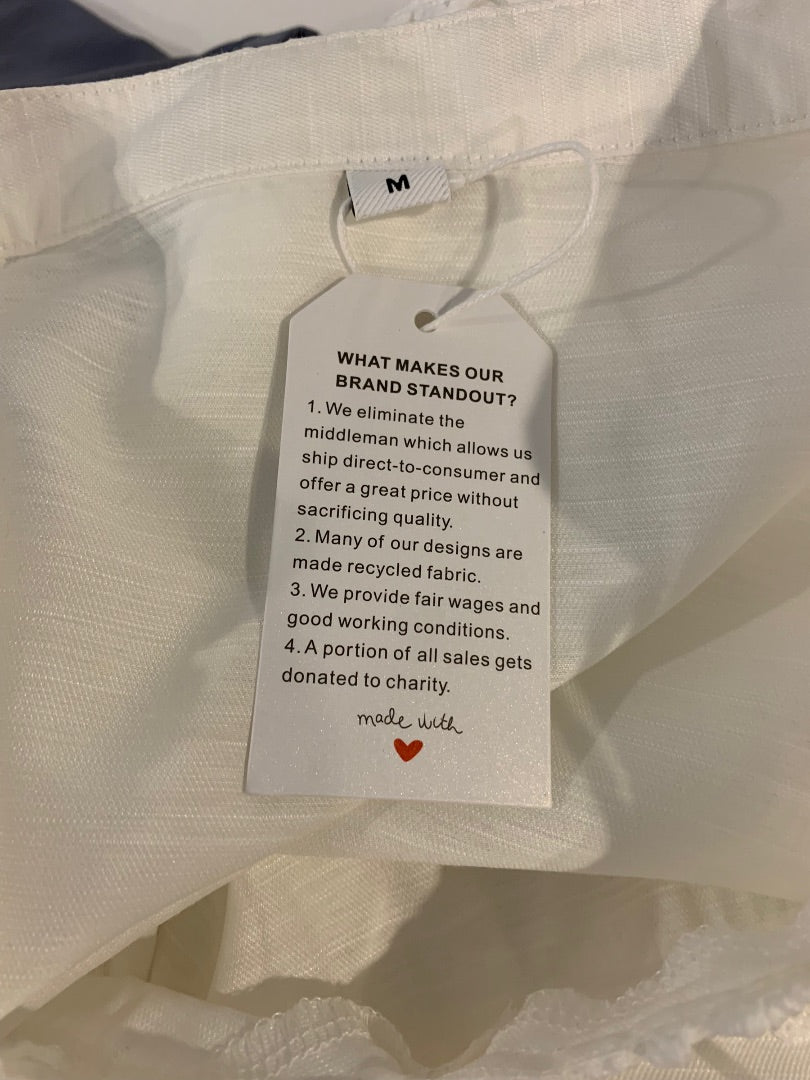 M
WHAT MAKES OUR
BRAND STANDOUT?
1. We eliminate the
middleman which allows us
ship direct-to-consumer and
offer a great price without
sacrificing quality.
2. Many of our designs are
made recycled fabric.
3. We provide fair wages and
good working conditions.
4. A portion of all sales gets
donated to charity.
made with